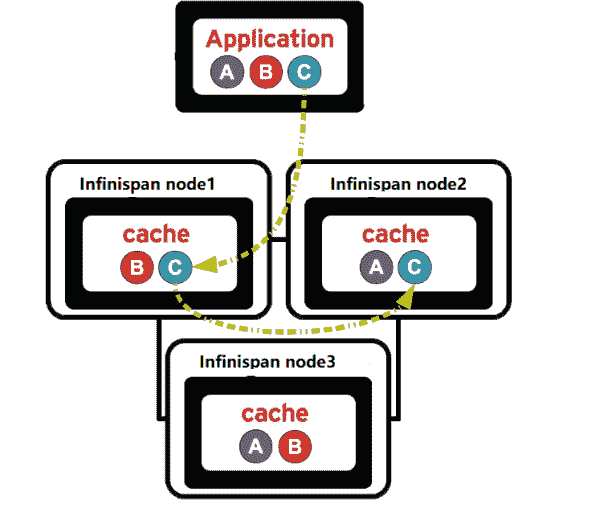 Application
A B C
Infinispan node1
cache
B C
Infinispan node2
cache
A C
Infinispan node3
cache
A B